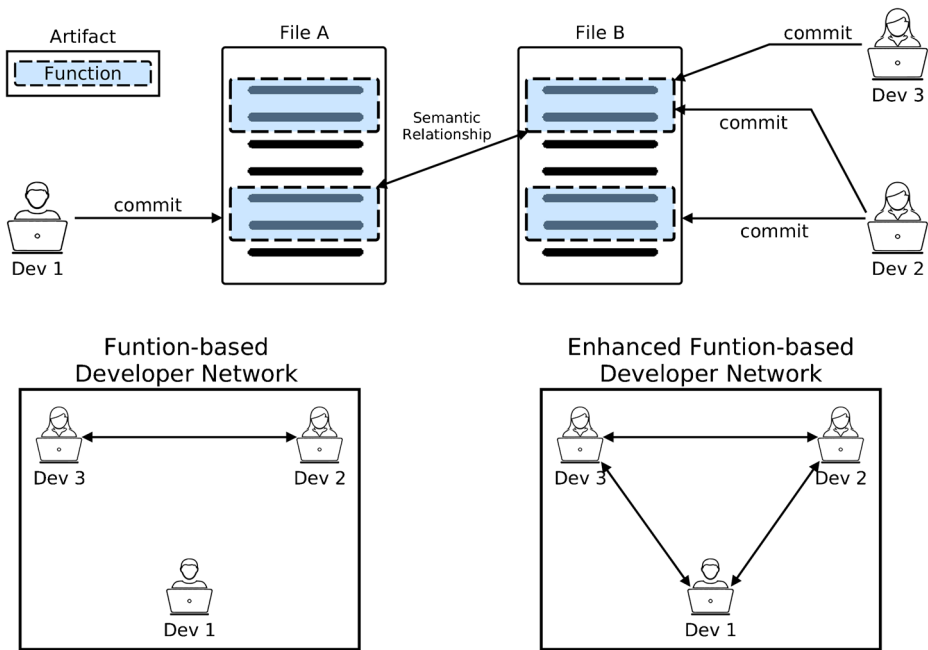 Artifact
Function
File A
File B
commit
Dev 3
Semantic
Relationship
commit
commit
Dev 1
commit
Dev 2
Funtion-based
Developer Network
Dev 3
Dev 2
Dev 1
Enhanced Funtion-based
Developer Network
Dev 3
Dev 2
Dev 1